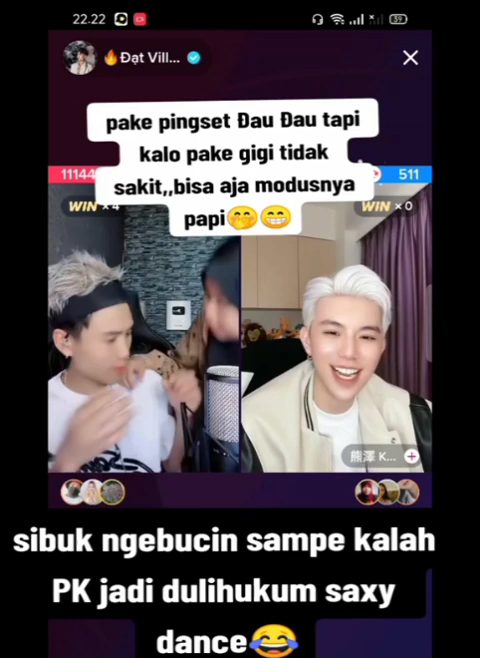 22.22
39
🔥Đạt Vill...
pake pingset Đau Đau tapi
kalo pake gigi tidak
sakit,,bisa aja modusnya
papi🤭😁
11144
511
WIN × 4
WIN × 0
熊澤 K...
sibuk ngebucin sampe kalah
PK jadi dulihukum saxy
dance😂